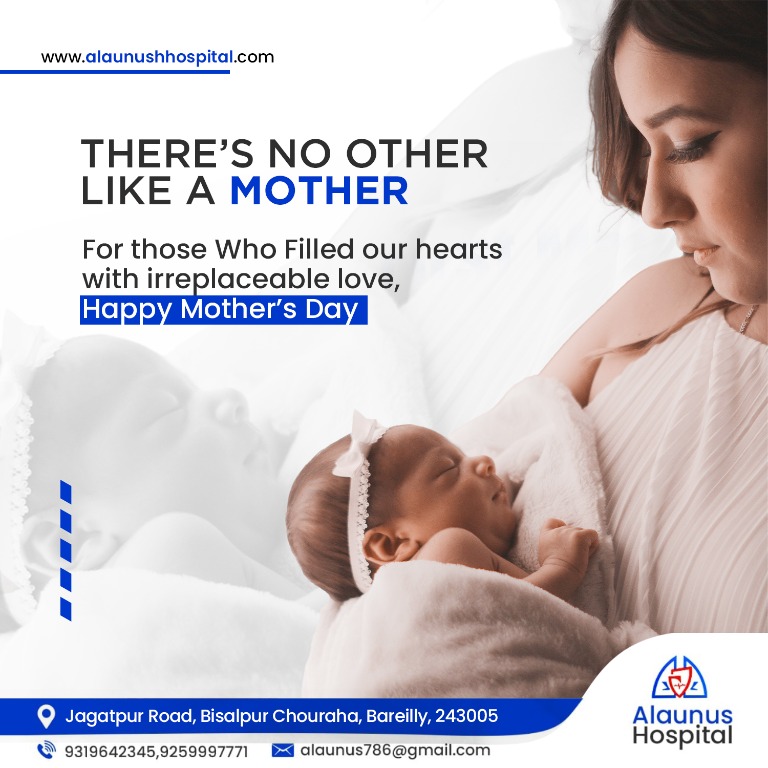 www.alaunushhospital.com
THERE'S NO OTHER
LIKE A MOTHER
For those Who Filled our hearts
with irreplaceable love,
Happy Mother's Day
Jagatpur Road, Bisalpur Chouraha, Bareilly, 243005
9319642345,9259997771 alaunus786@gmail.com
Alaunus
Hospital